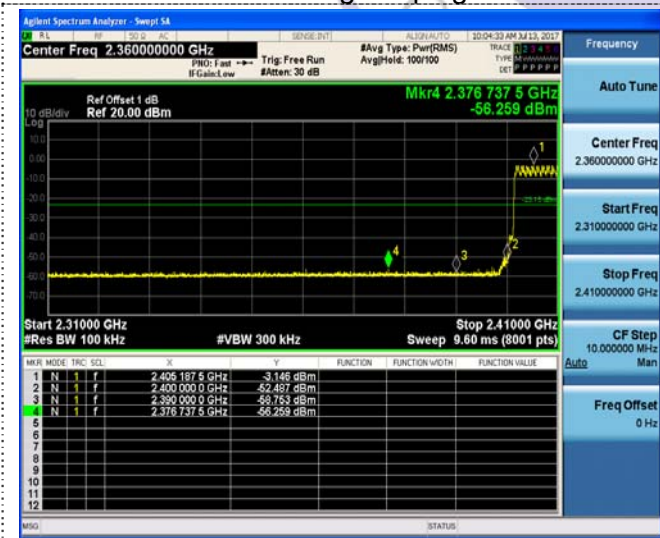 Agilent Spectrum Analyzer - Swept SA
RL RF 50 Ω AC SENSE:INT ALIGN AUTO 10:04:33 AM Jul 13, 2017
Center Freq 2.360000000 GHz
PNO: Fast
IFGain:Low
Trig: Free Run
#Atten: 30 dB
#Avg Type: Pwr(RMS)
Avg|Hold: 100/100
TRACE 1 2 3 4 5 6
TYPE
DET P P P P P P
Frequency
Ref Offset 1 dB
10 dB/div Ref 20.00 dBm
Log
Mkr4 2.376 737 5 GHz
-56.259 dBm
10.0
0.00
-10.0
-20.0
-30.0
-40.0
-50.0
-60.0
-70.0
1
2
3
4
Start 2.31000 GHz
Stop 2.41000 GHz
#Res BW 100 kHz #VBW 300 kHz Sweep 9.60 ms (8001 pts)
MKR MODE TRC SCL X Y FUNCTION FUNCTION WIDTH FUNCTION VALUE
1 N 1 f 2.405 187 5 GHz -3.146 dBm
2 N 1 f 2.400 000 0 GHz -52.487 dBm
3 N 1 f 2.390 000 0 GHz -58.753 dBm
4 N 1 f 2.376 737 5 GHz -56.259 dBm
5
6
7
8
9
10
11
12
MSG STATUS
Auto Tune
Center Freq
2.360000000 GHz
Start Freq
2.310000000 GHz
Stop Freq
2.410000000 GHz
CF Step
10.000000 MHz
Auto Man
Freq Offset
0 Hz